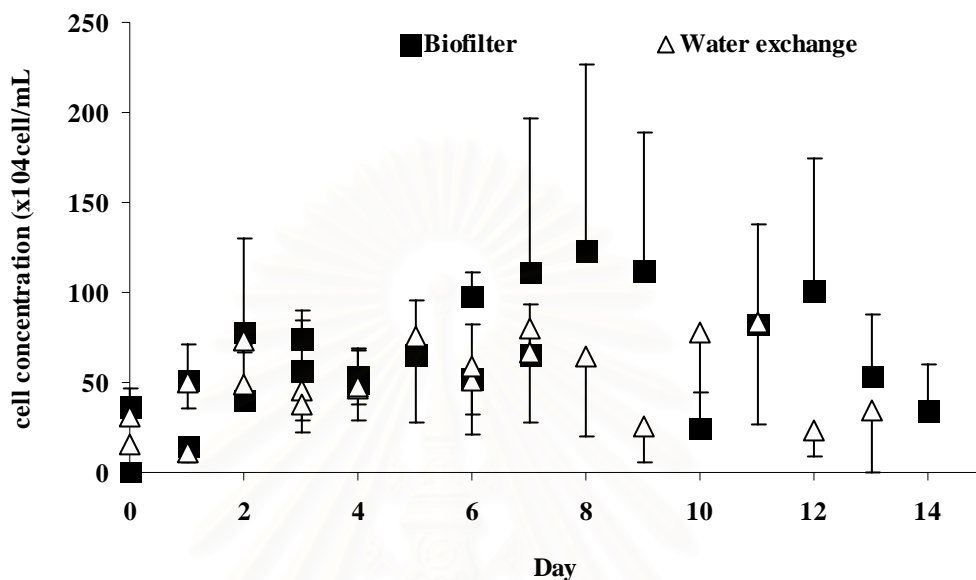 250
Biofilter
Water exchange
200
150
100
50
0
cell concentration (x104cell/mL
0 2 4 6 8 10 12 14
Day